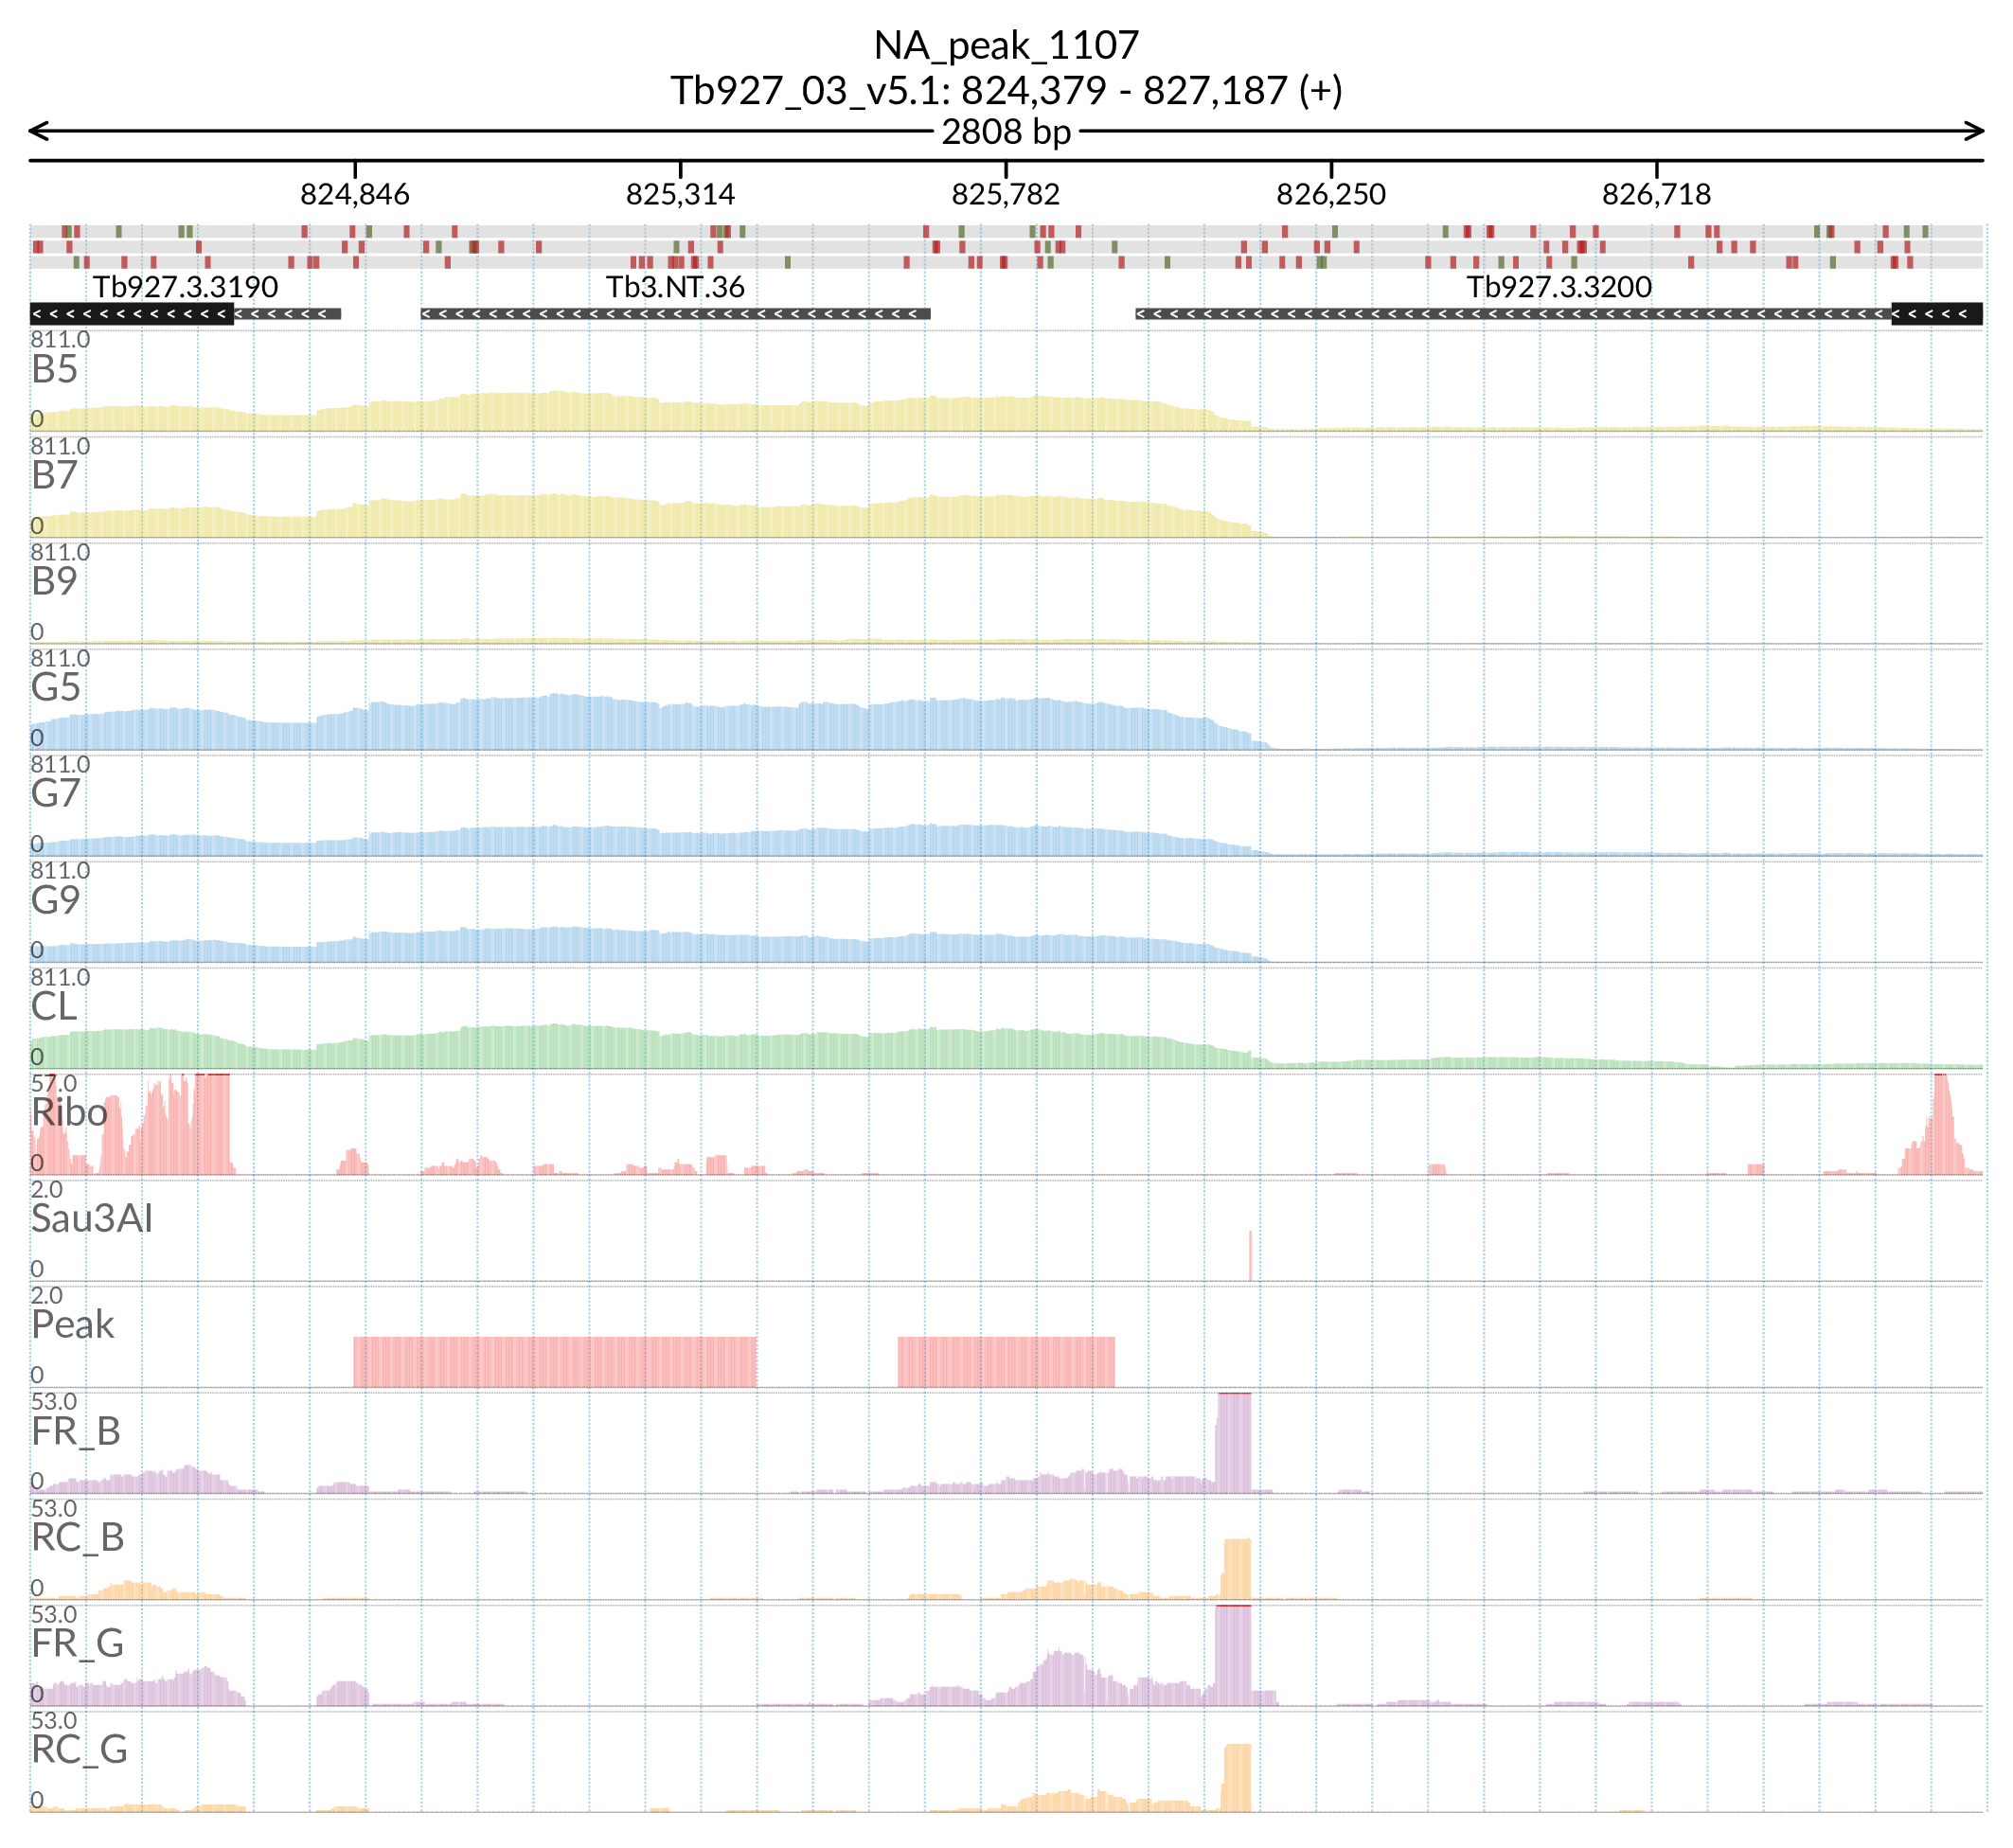 NA_peak_1107
Tb927_03_v5.1: 824,379 - 827,187 (+)
2808 bp
824,846 825,314 825,782 826,250 826,718
Tb927.3.3190 Tb3.NT.36 Tb927.3.3200
811.0
B5
0
811.0
B7
0
811.0
B9
0
811.0
G5
0
811.0
G7
0
811.0
G9
0
811.0
CL
0
57.0
Ribo
0
2.0
Sau3AI
0
2.0
Peak
0
53.0
FR_B
0
53.0
RC_B
0
53.0
FR_G
0
53.0
RC_G
0